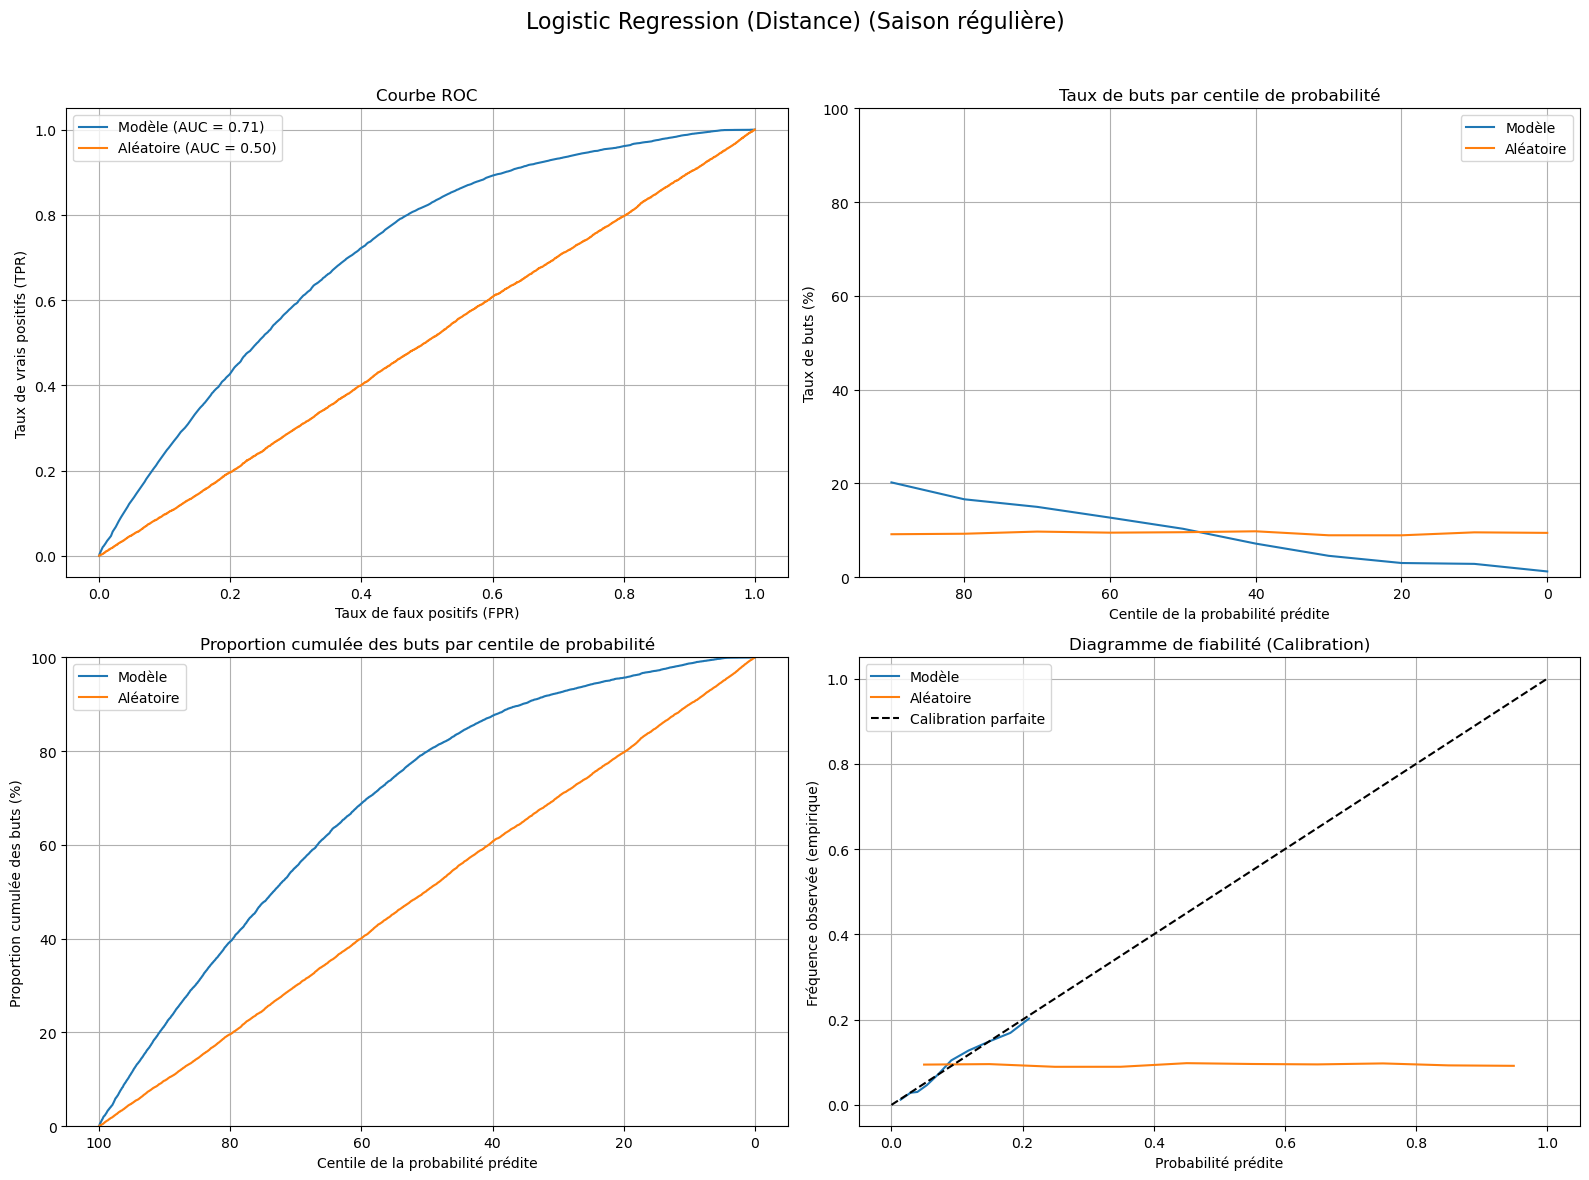 Logistic Regression (Distance) (Saison régulière)
Courbe ROC
Modèle (AUC = 0.71)
Aléatoire (AUC = 0.50)
Taux de vrais positifs (TPR)
1.0
0.8
0.6
0.4
0.2
0.0
0.0 0.2 0.4 0.6 0.8 1.0
Taux de faux positifs (FPR)
Taux de buts par centile de probabilité
Modèle
Aléatoire
Taux de buts (%)
100
80
60
40
20
0
80 60 40 20 0
Centile de la probabilité prédite
Proportion cumulée des buts par centile de probabilité
Modèle
Aléatoire
Proportion cumulée des buts (%)
100
80
60
40
20
0
100 80 60 40 20 0
Centile de la probabilité prédite
Diagramme de fiabilité (Calibration)
Modèle
Aléatoire
Calibration parfaite
Fréquence observée (empirique)
1.0
0.8
0.6
0.4
0.2
0.0
0.0 0.2 0.4 0.6 0.8 1.0
Probabilité prédite